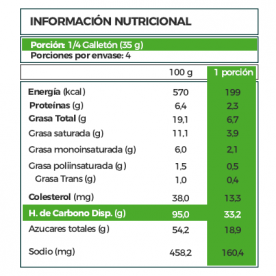 INFORMACIÓN NUTRICIONAL
Porción: 1/4 Galletón (35 g)
Porciones por envase: 4
100 g 1 porción
Energía (kcal) 570 199
Proteínas (g) 6,4 2,3
Grasa Total (g) 19,1 6,7
Grasa saturada (g) 11,1 3,9
Grasa monoinsaturada (g) 6,0 2,1
Grasa poliinsaturada (g) 1,5 0,5
Grasa Trans (g) 1,0 0,4
Colesterol (mg) 38,0 13,3
H. de Carbono Disp. (g) 95,0 33,2
Azucares totales (g) 54,2 18,9
Sodio (mg) 458,2 160,4